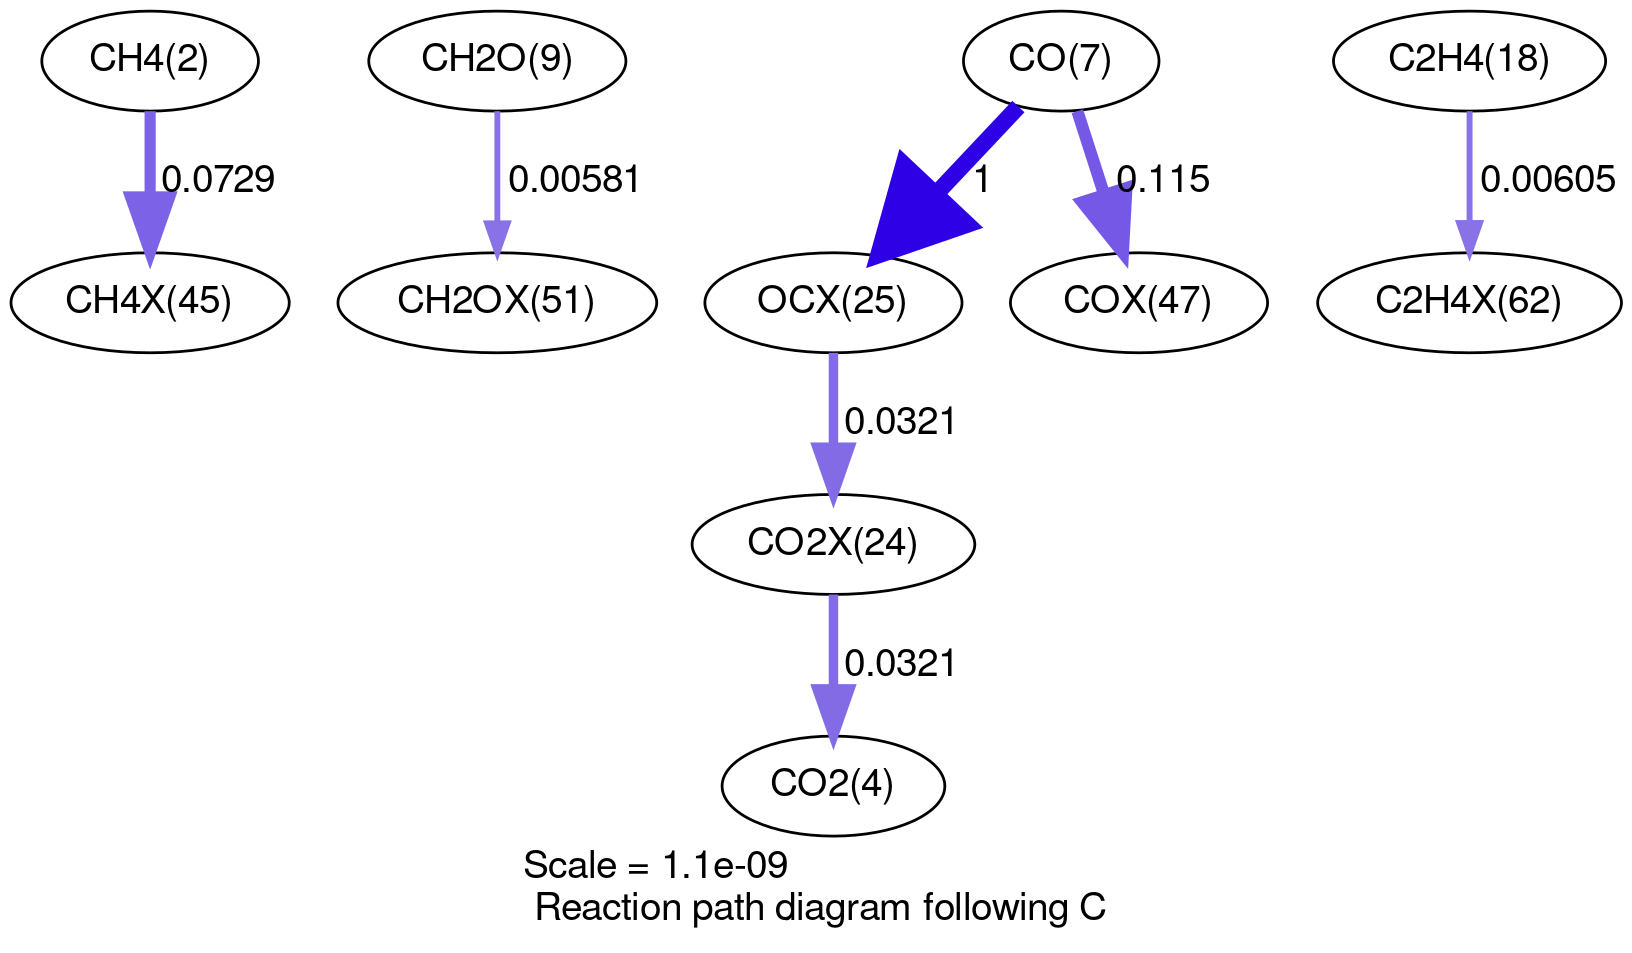 CH4(2)
CH2O(9)
CO(7)
C2H4(18)
0.0729
0.00581
1
0.115
0.00605
CH4X(45)
CH2OX(51)
OCX(25)
COX(47)
C2H4X(62)
0.0321
CO2X(24)
0.0321
CO2(4)
Scale = 1.1e-09
Reaction path diagram following C